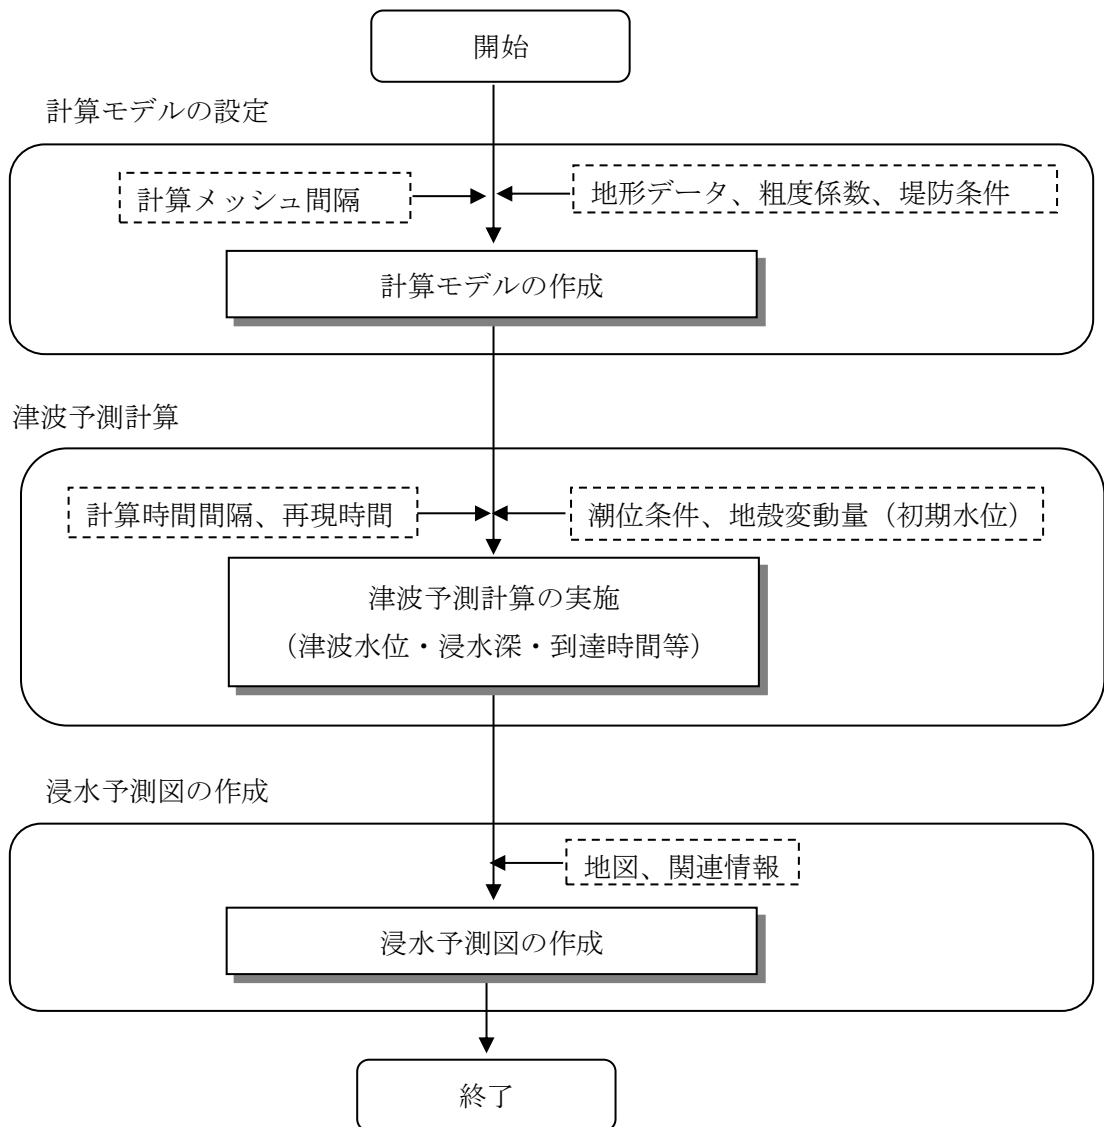 開始
計算モデルの設定
計算メッシュ間隔
地形データ、粗度係数、堤防条件
計算モデルの作成
津波予測計算
計算時間間隔、再現時間
潮位条件、地殻変動量（初期水位）
津波予測計算の実施
（津波水位・浸水深・到達時間等）
浸水予測図の作成
地図、関連情報
浸水予測図の作成
終了